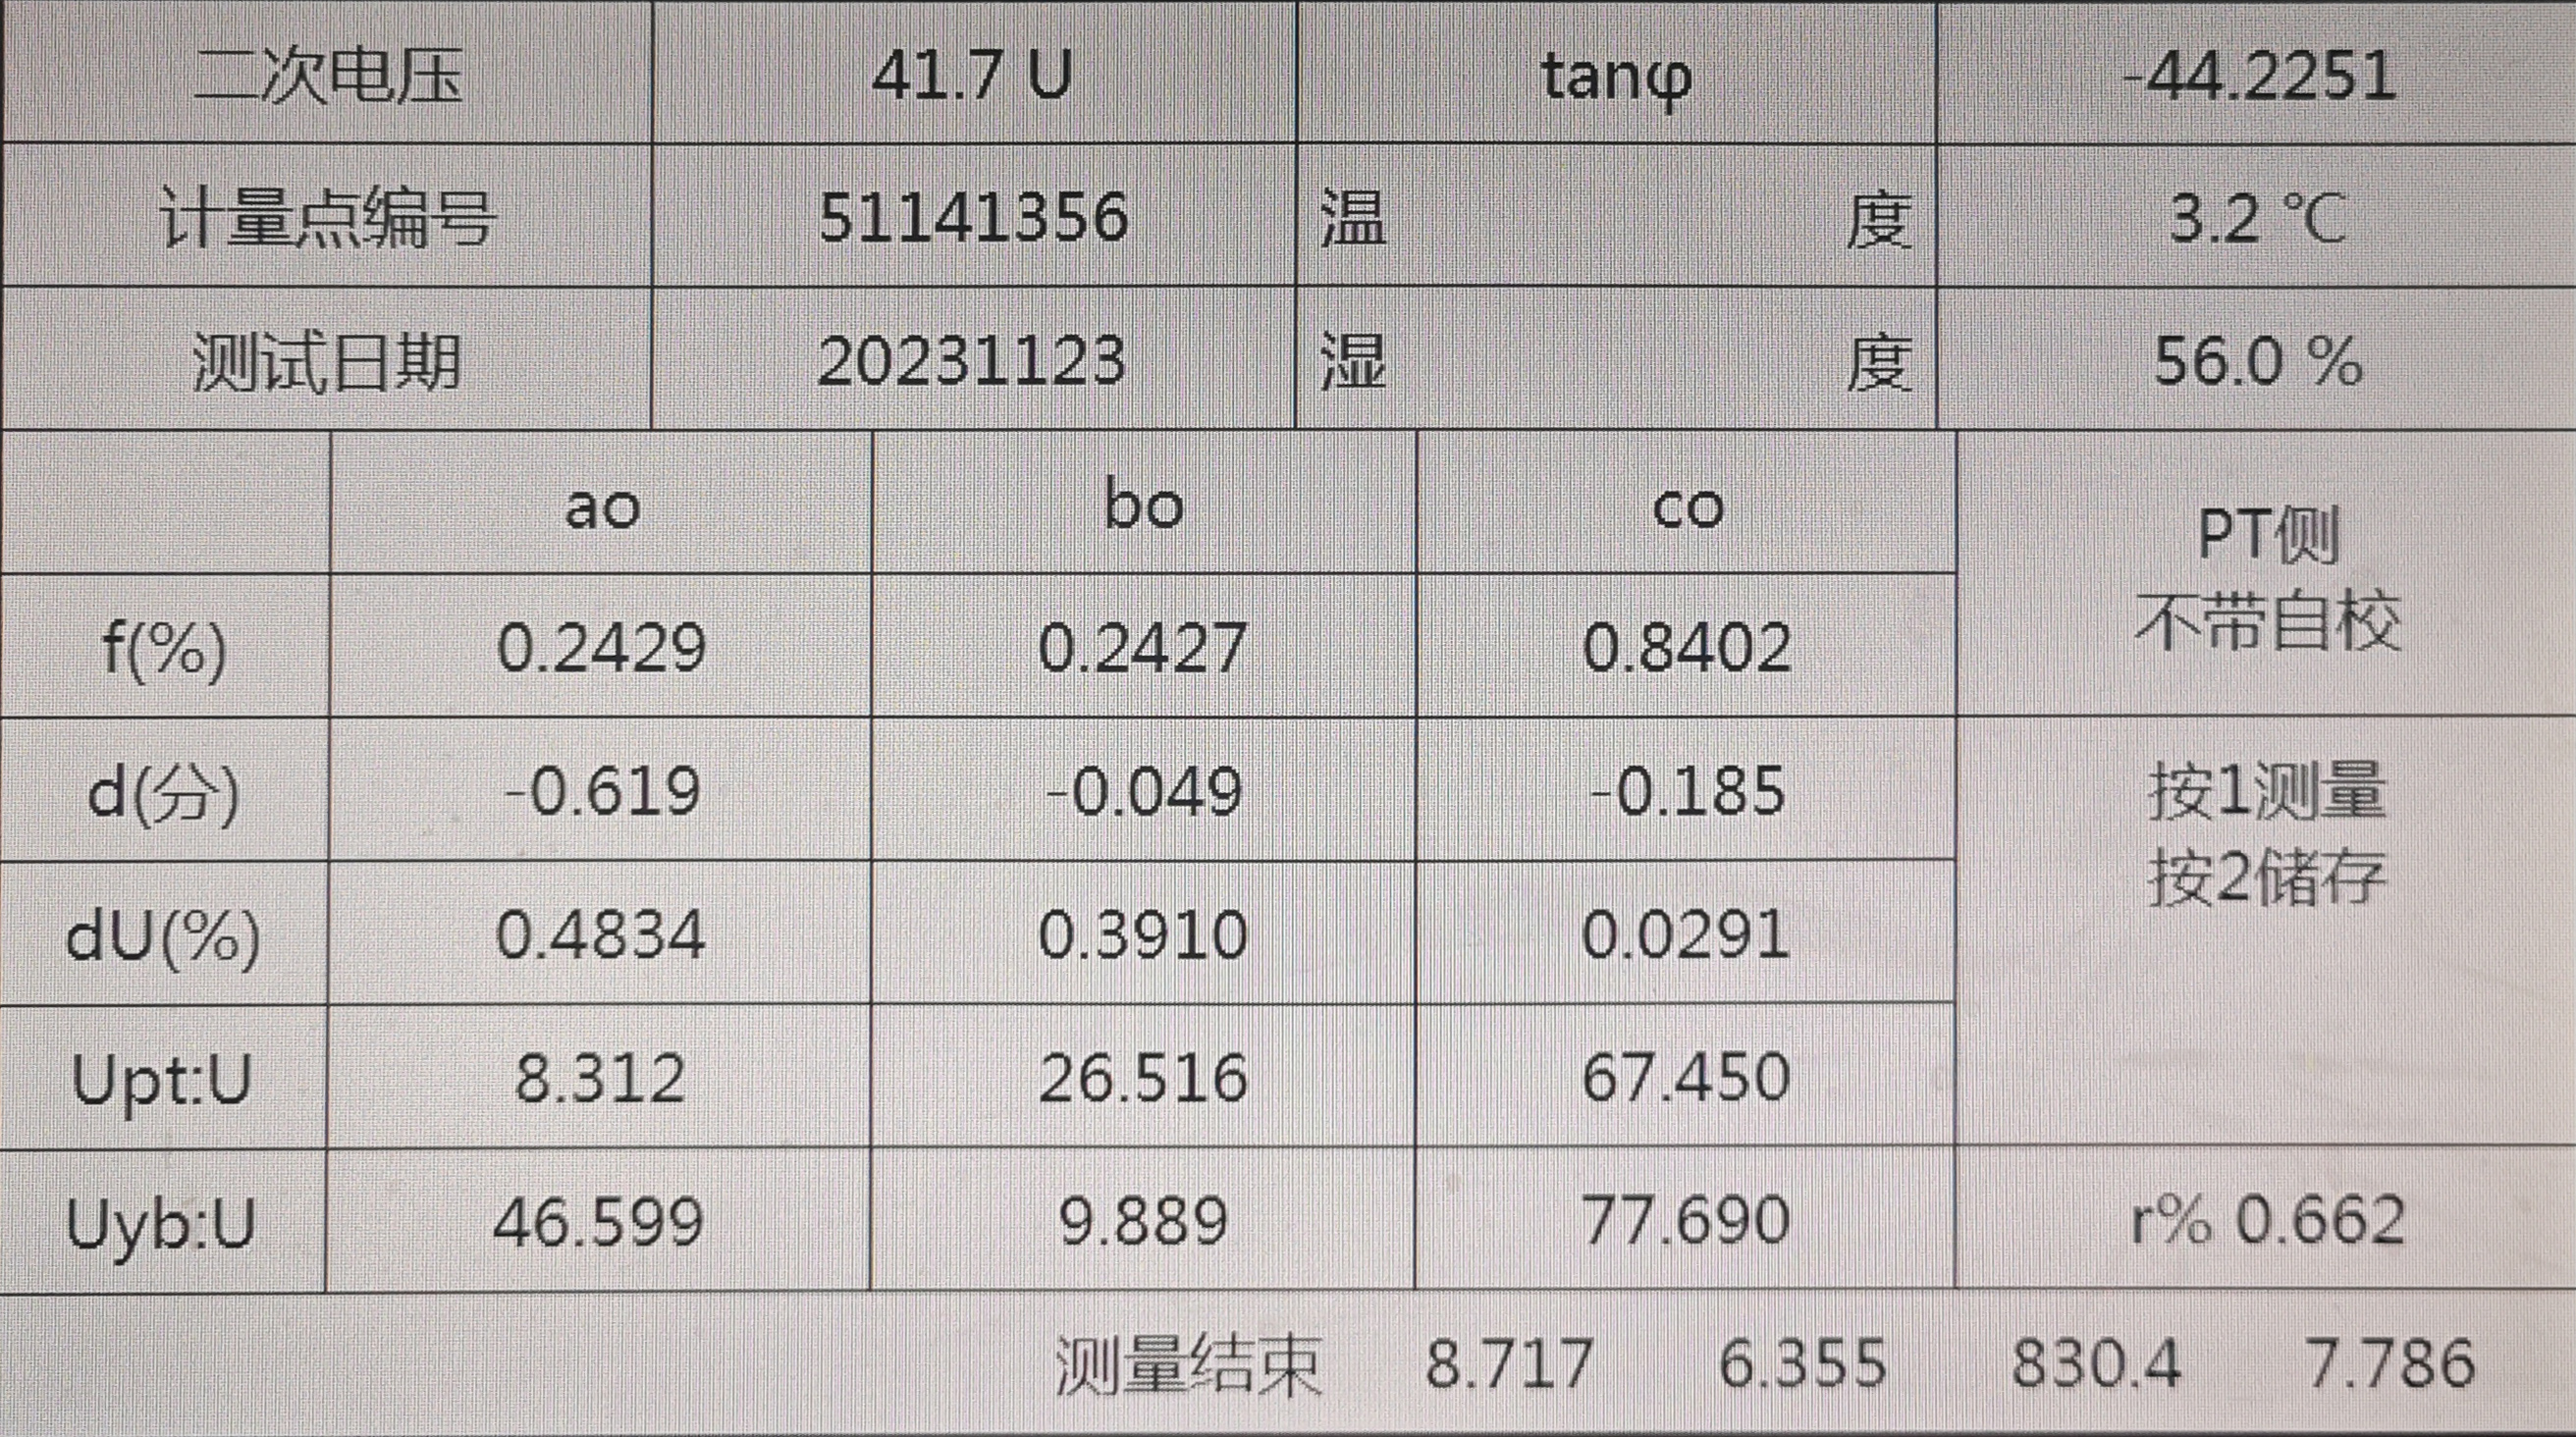 二次电压 41.7 U tanφ -44.2251
计量点编号 51141356 温度 3.2 ℃
测试日期 20231123 湿度 56.0 %
ao bo co PT侧
不带自校
f(%) 0.2429 0.2427 0.8402
d(分) -0.619 -0.049 -0.185 按1测量
按2储存
dU(%) 0.4834 0.3910 0.0291
Upt:U 8.312 26.516 67.450
Uyb:U 46.599 9.889 77.690 r% 0.662
测量结束 8.717 6.355 830.4 7.786